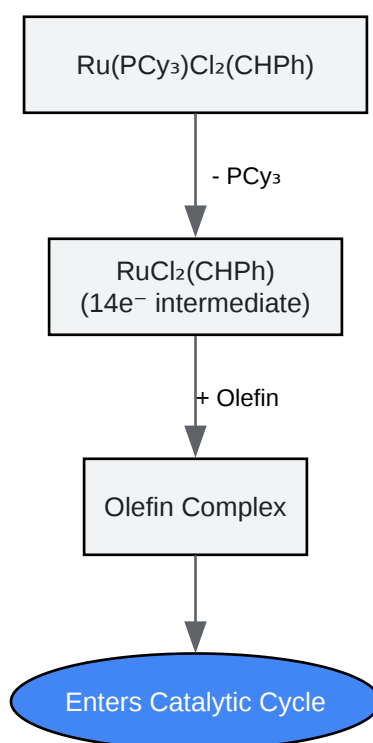 Ru(PCy₃)Cl₂(CHPh)
- PCy₃
RuCl₂(CHPh)
(14e⁻ intermediate)
+ Olefin
Olefin Complex
Enters Catalytic Cycle